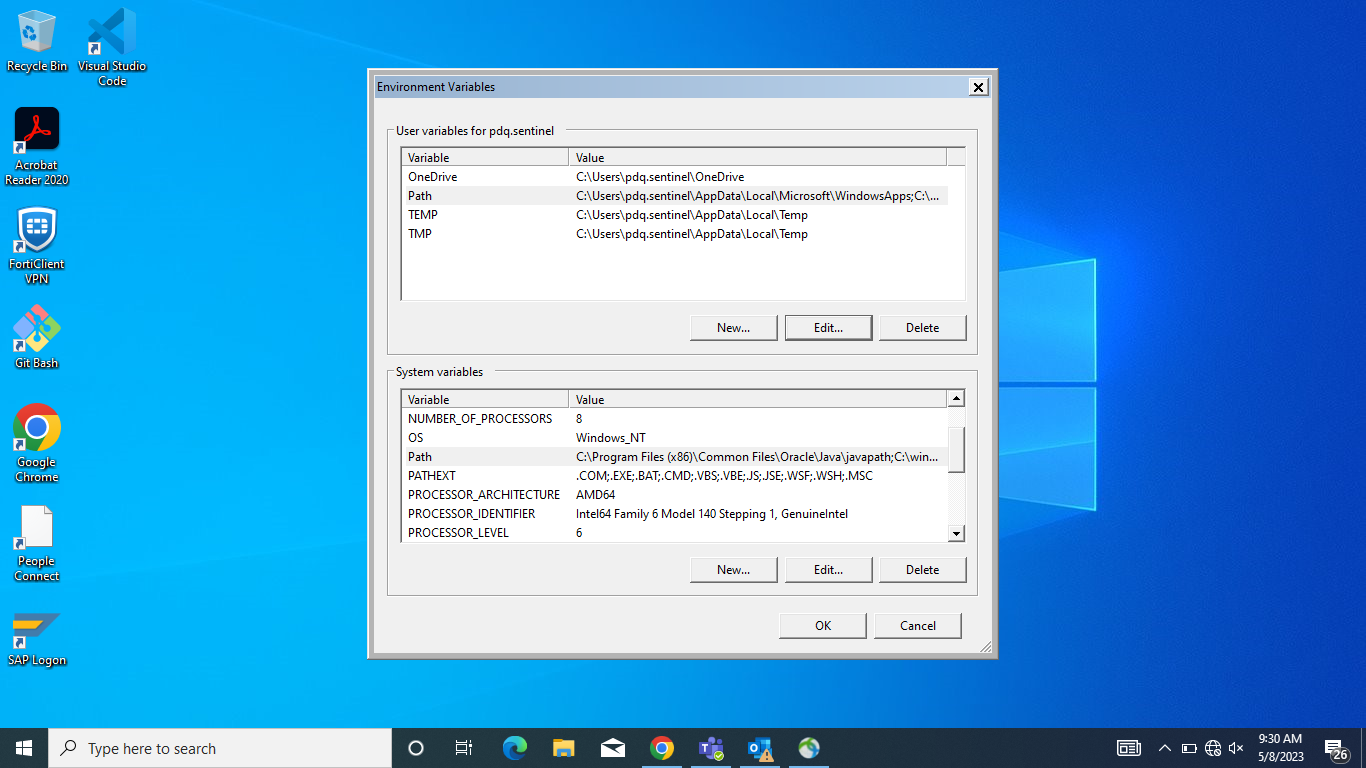 Recycle Bin
Visual Studio
Code
Acrobat
Reader 2020
FortiClient
VPN
Git Bash
Google
Chrome
People
Connect
SAP Logon
Environment Variables
User variables for pdq.sentinel
Variable Value
OneDrive C:\Users\pdq.sentinel\OneDrive
Path C:\Users\pdq.sentinel\AppData\Local\Microsoft\WindowsApps;C:\...
TEMP C:\Users\pdq.sentinel\AppData\Local\Temp
TMP C:\Users\pdq.sentinel\AppData\Local\Temp
New... Edit... Delete
System variables
Variable Value
NUMBER_OF_PROCESSORS 8
OS Windows_NT
Path C:\Program Files (x86)\Common Files\Oracle\Java\javapath;C:\win...
PATHEXT .COM;.EXE;.BAT;.CMD;.VBS;.VBE;.JS;.JSE;.WSF;.WSH;.MSC
PROCESSOR_ARCHITECTURE AMD64
PROCESSOR_IDENTIFIER Intel64 Family 6 Model 140 Stepping 1, GenuineIntel
PROCESSOR_LEVEL 6
New... Edit... Delete
OK Cancel
Type here to search
9:30 AM
5/8/2023
26